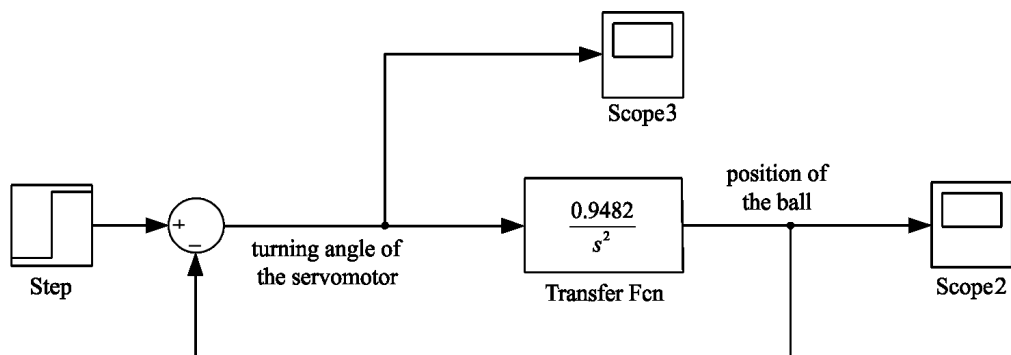 Scope3
position of
the ball
+
−
0.9482
s²
turning angle of
the servomotor
Step
Transfer Fcn
Scope2